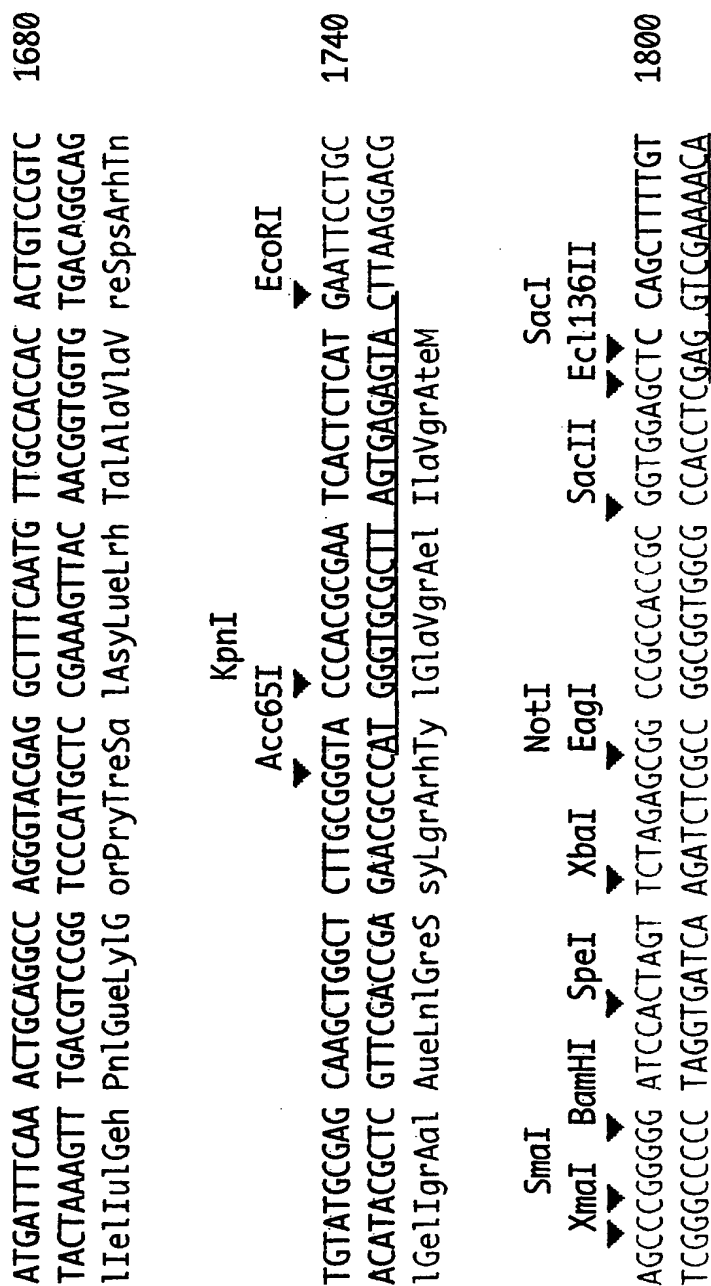 ATGATTTCAA ACTGCAGGCC AGGGTACGAG GCTTTCAATG TTGCCACCAC ACTGTCCGTC 1680
TACTAAAGTT TGACGTCCGG TCCCATGCTC CGAAAGTTAC AACGGTGGTG TGACAGGCAG
lIelIulGeh PnlGueLylG orPryTreSa lAsyLueLrh TalAlaVlaV reSpsArhTn
Acc65I KpnI EcoRI
TGTATGCGAG CAAGCTGGCT CTTGCGGGTA CCCACGCGAA TCACTCTCAT GAATTCCTGC 1740
ACATACGCTC GTTCGACCGA GAACGCCCAT GGGTGCGCTT AGTGAGAGTA CTTAAGGACG
lGelIgrAal AueLnlGreS syLgrArhTy lGlaVgrAel IlaVgrAteM
SmaI NotI SacI
XmaI BamHI SpeI XbaI EagI SacII Ecl136II
AGCCCGGGGG ATCCACTAGT TCTAGAGCGG CCGCCACCGC GGTGGAGCTC CAGCTTTTGT 1800
TCGGGCCCCC TAGGTGATCA AGATCTCGCC GGCGGTGGCG CCACCTCGAG GTCGAAAACA